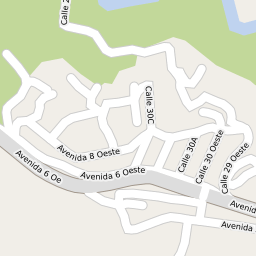 Calle 2
Calle 30C
Calle 30A
Calle 30 Oeste
Calle 29 Oeste
Avenida 8 Oeste
Avenida 6 Oeste
Avenida 6 Oe
Avenida
Avenida